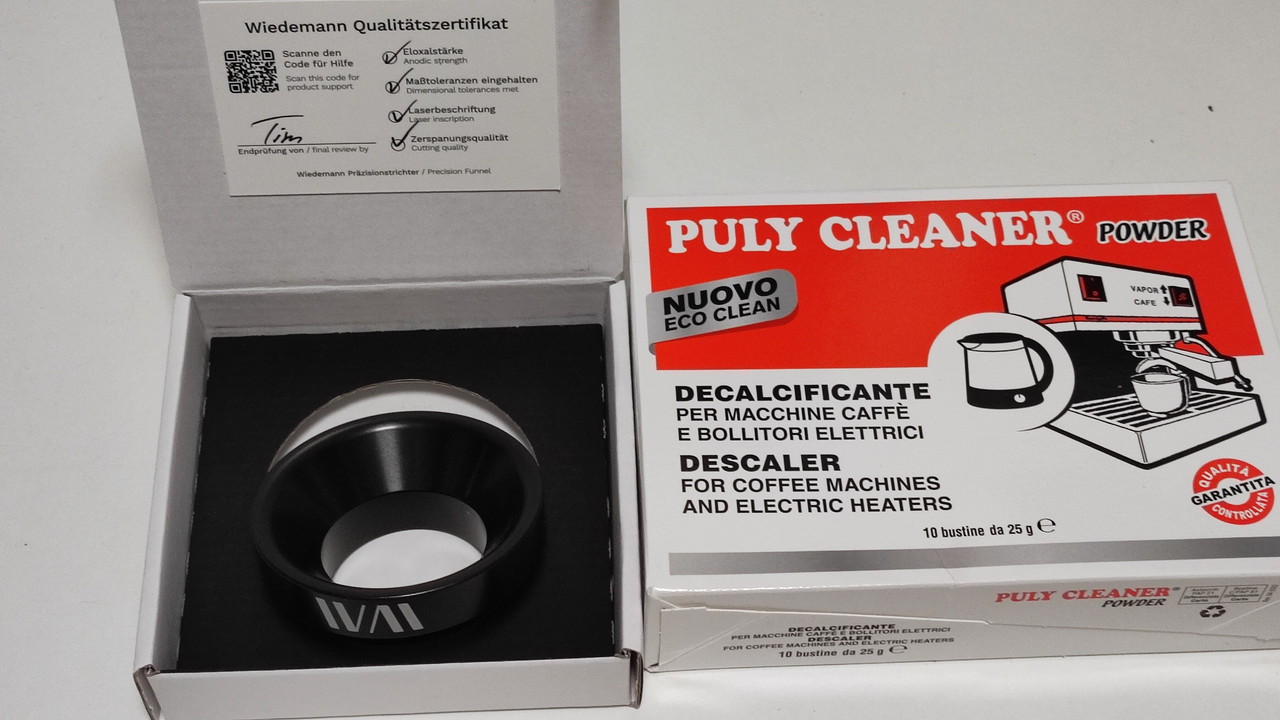 Wiedemann Qualitätszertifikat
Scanne den
Code für Hilfe
Scan this code for
product support
Eloxalstärke
Anodic strength
Maßtoleranzen eingehalten
Dimensional tolerances met
Laserbeschriftung
Laser inscription
Zerspanungsqualität
Cutting quality
Tim
Endprüfung von / final review by
Wiedemann Präzisionstrichter / Precision Funnel
PULY CLEANER® POWDER
NUOVO
ECO CLEAN
VAPOR
CAFE
DECALCIFICANTE
PER MACCHINE CAFFÈ
E BOLLITORI ELETTRICI
DESCALER
FOR COFFEE MACHINES
AND ELECTRIC HEATERS
QUALITÀ
GARANTITA
CONTROLLATA
10 bustine da 25 g ℮
PULY CLEANER®
POWDER
DECALCIFICANTE
PER MACCHINE CAFFÈ E BOLLITORI ELETTRICI
DESCALER
FOR COFFEE MACHINES AND ELECTRIC HEATERS
10 bustine da 25 g ℮